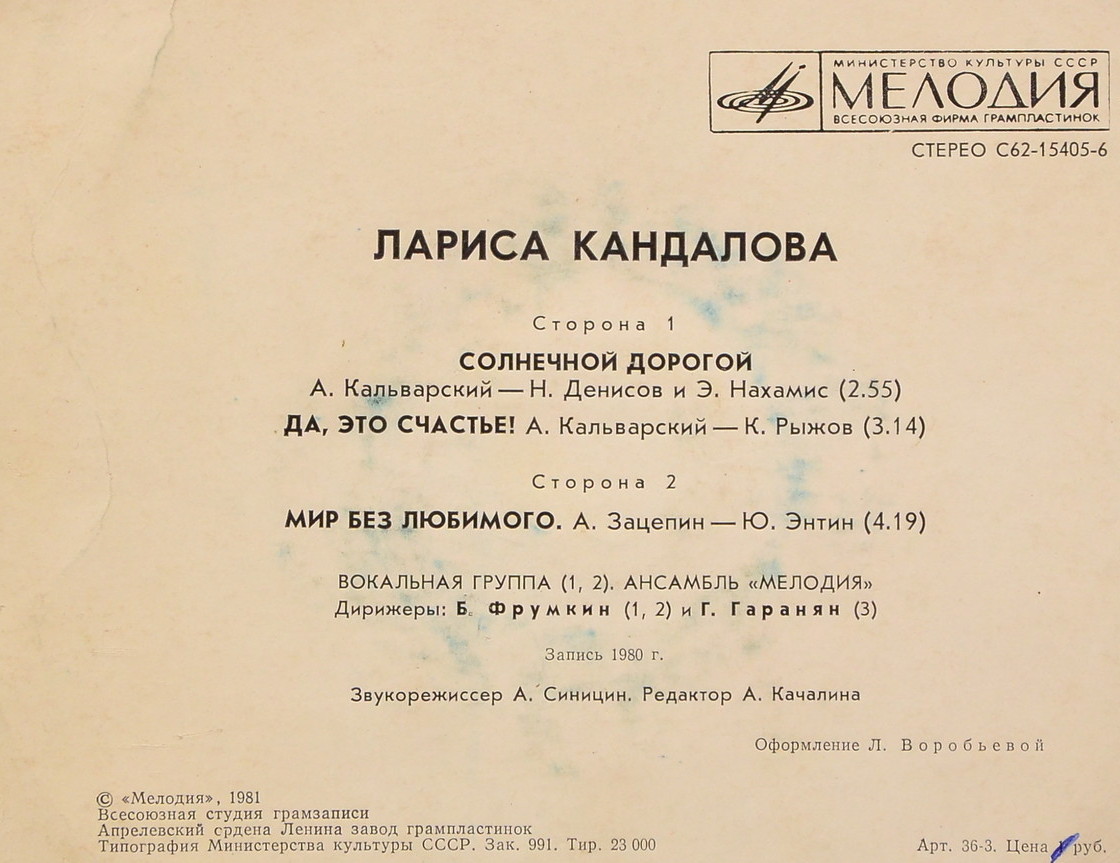 МИНИСТЕРСТВО КУЛЬТУРЫ СССР
МЕЛОДИЯ
ВСЕСОЮЗНАЯ ФИРМА ГРАМПЛАСТИНОК
СТЕРЕО С62-15405-6
ЛАРИСА КАНДАЛОВА
Сторона 1
СОЛНЕЧНОЙ ДОРОГОЙ
А. Кальварский — Н. Денисов и Э. Нахамис (2.55)
ДА, ЭТО СЧАСТЬЕ! А. Кальварский — К. Рыжов (3.14)
Сторона 2
МИР БЕЗ ЛЮБИМОГО. А. Зацепин — Ю. Энтин (4.19)
ВОКАЛЬНАЯ ГРУППА (1, 2). АНСАМБЛЬ «МЕЛОДИЯ»
Дирижеры: Б. Фрумкин (1, 2) и Г. Гаранян (3)
Запись 1980 г.
Звукорежиссер А. Синицин. Редактор А. Качалина
Оформление Л. Воробьевой
© «Мелодия», 1981
Всесоюзная студия грамзаписи
Апрелевский ордена Ленина завод грампластинок
Типография Министерства культуры СССР. Зак. 991. Тир. 23 000
Арт. 36-3. Цена руб.